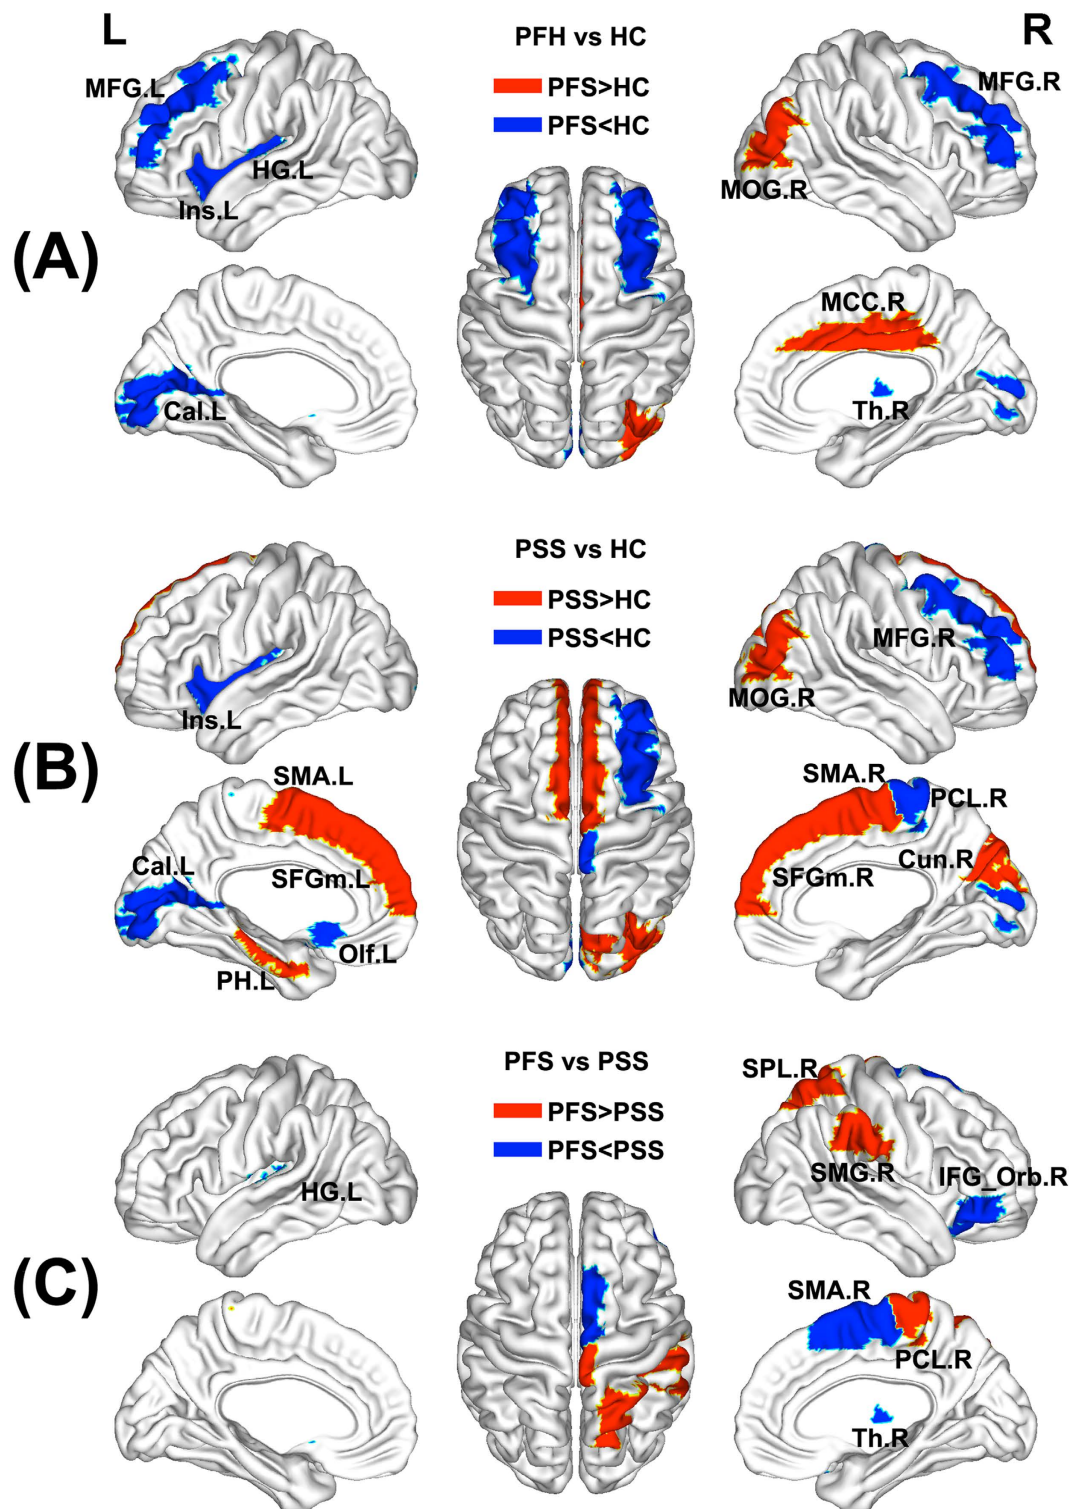 L
PFH vs HC
R
MFG.L
PFS>HC
MFG.R
PFS<HC
HG.L
MOG.R
Ins.L
(A)
MCC.R
Cal.L
Th.R
PSS vs HC
PSS>HC
PSS<HC
MFG.R
Ins.L
MOG.R
(B)
SMA.L
SMA.R
PCL.R
Cal.L
Cun.R
SFGm.L
SFGm.R
Olf.L
PH.L
PFS vs PSS
SPL.R
PFS>PSS
PFS<PSS
SMG.R
IFG_Orb.R
HG.L
(C)
SMA.R
PCL.R
Th.R